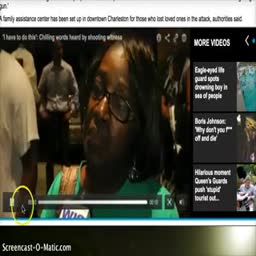 gun.'
A family assistance center has been set up in downtown Charleston for those who lost loved ones in the attack, authorities said.
'I have to do this': Chilling words heard by shooting witness
MORE VIDEOS
Eagle-eyed life
guard spots
drowning boy in
sea of people
Boris Johnson:
'Why don't you f***
off and die'
Hilarious moment
Queen's Guards
push 'stupid'
tourist out...
Screencast-O-Matic.com